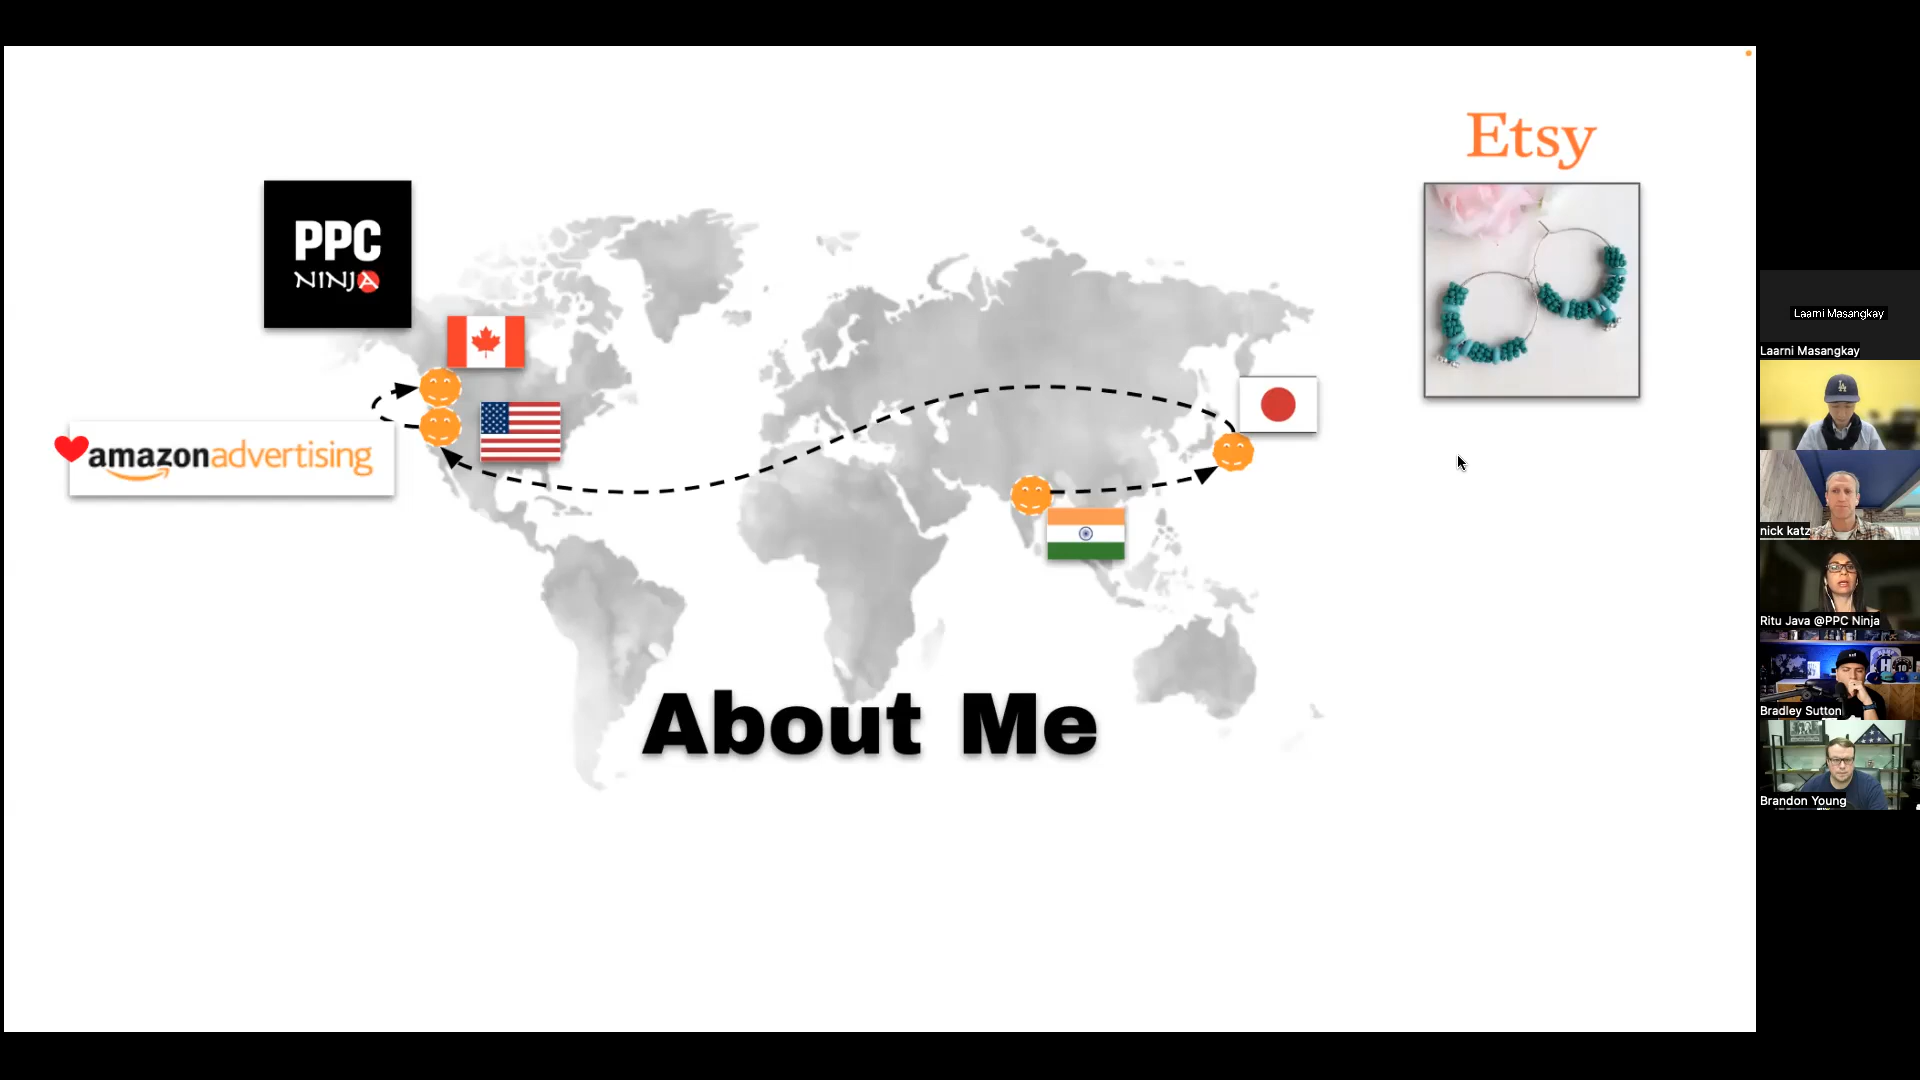 Etsy
PPC
NINJA
amazonadvertising
About Me
Laarni Masangkay
Laarni Masangkay
nick katz
Ritu Java @PPC Ninja
Bradley Sutton
Brandon Young